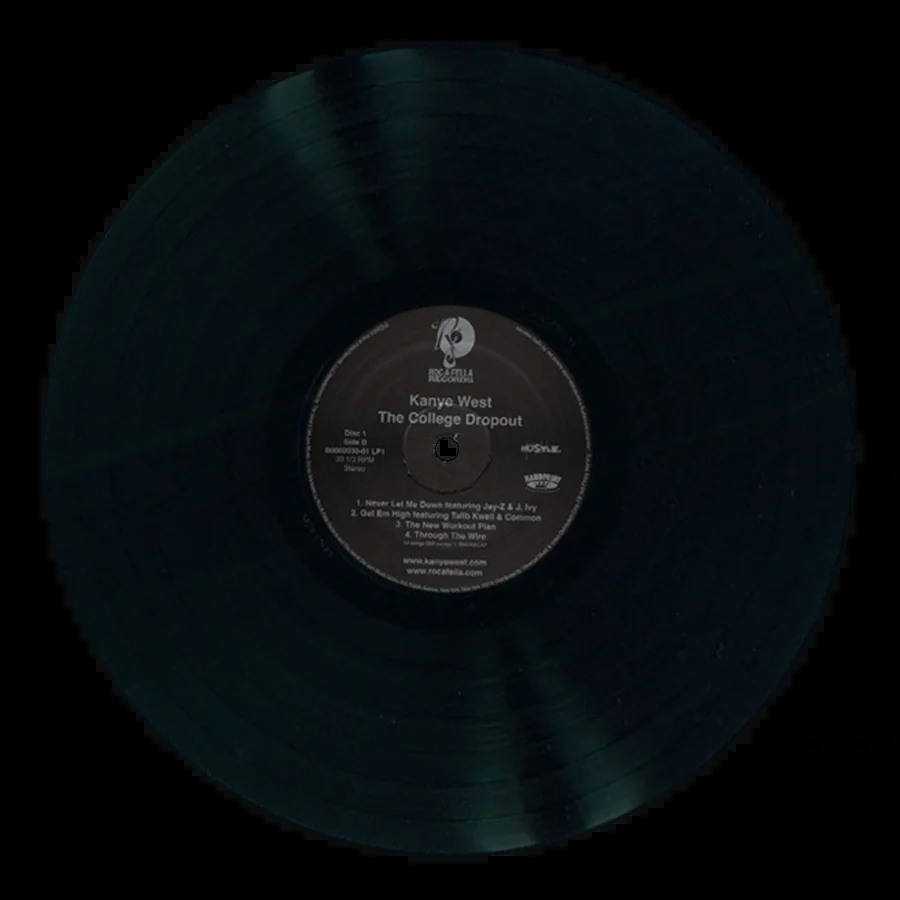 ROC-A-FELLA
RECORDS
Kanye West
The College Dropout
Disc 1
Side B
33 1/3 RPM
Stereo
1. Never Let Me Down featuring Jay-Z & J. Ivy
2. Get Em High featuring Talib Kweli & Common
3. The New Workout Plan
4. Through The Wire
www.kanyewest.com
www.rocafella.com